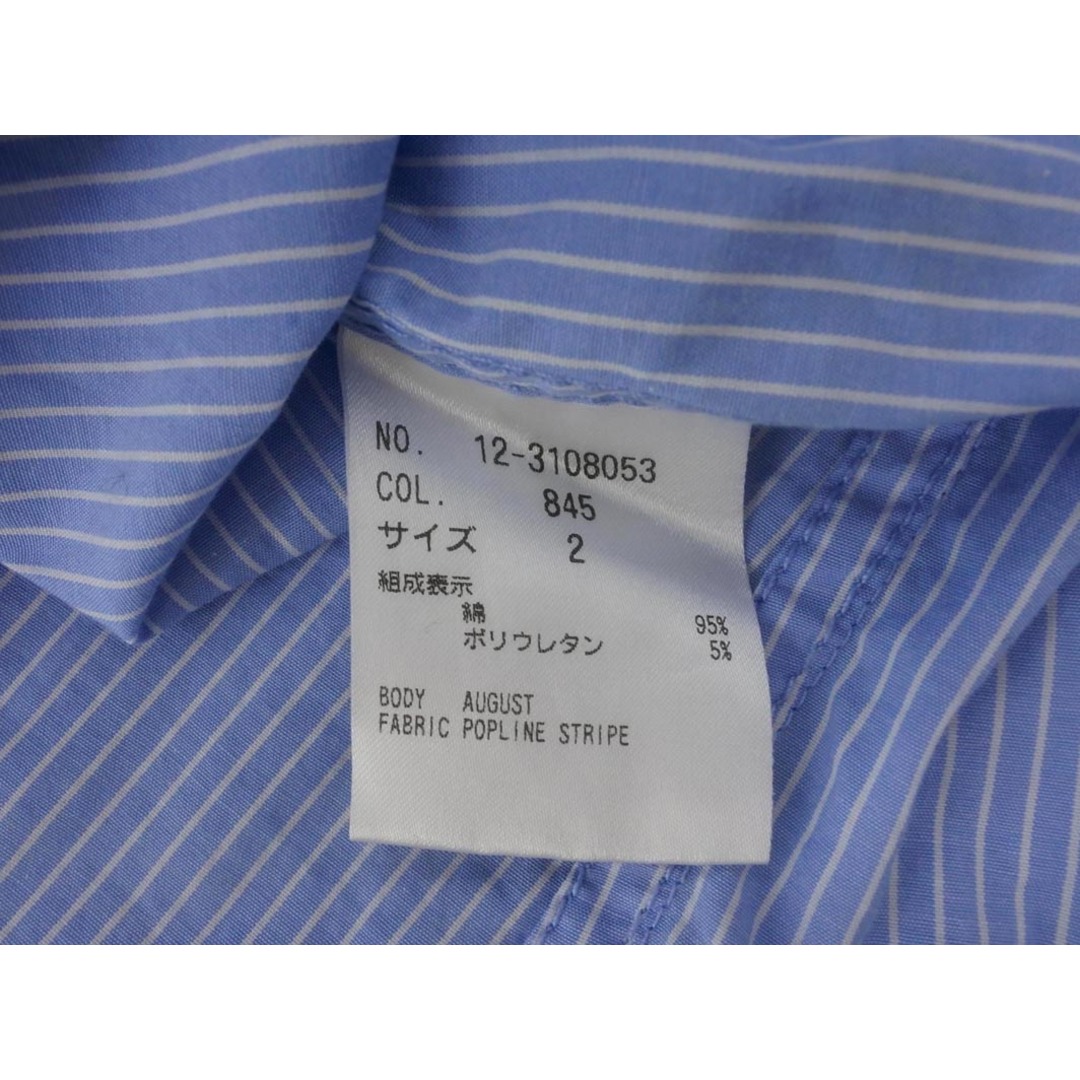 NO. 12-3108053
COL. 845
サイズ 2
組成表示
綿 95%
ポリウレタン 5%
BODY AUGUST
FABRIC POPLINE STRIPE